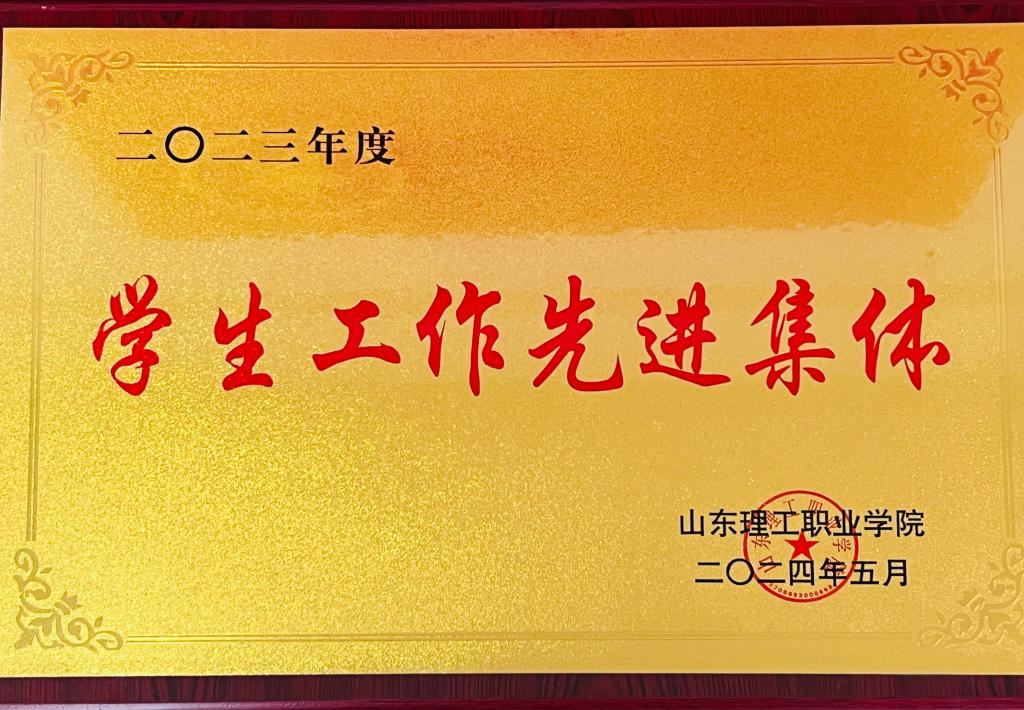 二〇二三年度
学生工作先进集体
山东理工职业学院
二〇二四年五月